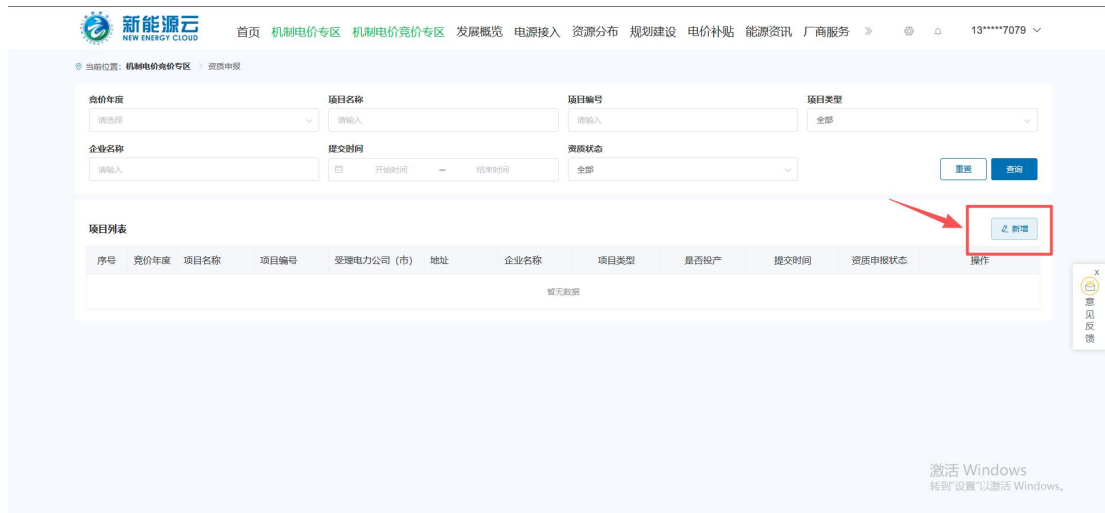 新能源云
NEW ENERGY CLOUD
首页 机制电价专区 机制电价竞价专区 发展概览 电源接入 资源分布 规划建设 电价补贴 能源资讯 厂商服务 13*****7079
当前位置: 机制电价竞价专区 资质申报
竞价年度 项目名称 项目编号 项目类型
请选择 请输入 请输入 全部
企业名称 提交时间 资质状态
请输入 开始时间 – 结束时间 全部 重置 查询
项目列表 新增
序号 竞价年度 项目名称 项目编号 受理电力公司(市) 地址 企业名称 项目类型 是否投产 提交时间 资质申报状态 操作
暂无数据
x
意
见
反
馈
激活 Windows
转到"设置"以激活 Windows。